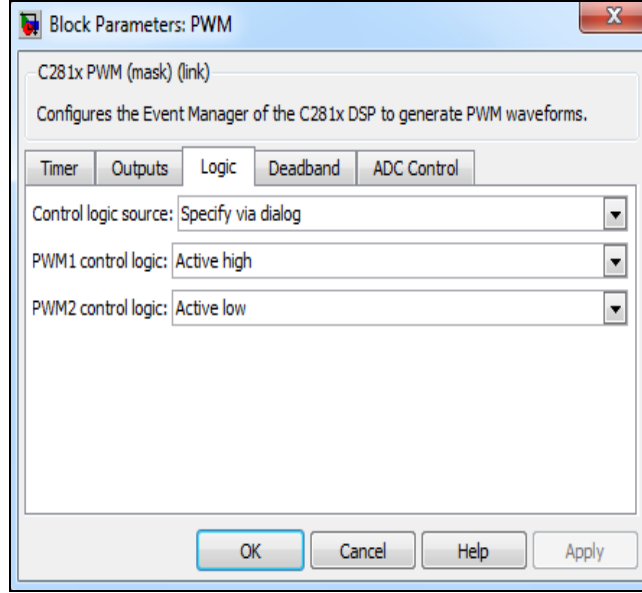 Block Parameters: PWM
X
C281x PWM (mask) (link)
Configures the Event Manager of the C281x DSP to generate PWM waveforms.
Timer Outputs Logic Deadband ADC Control
Control logic source: Specify via dialog
PWM1 control logic: Active high
PWM2 control logic: Active low
OK Cancel Help Apply